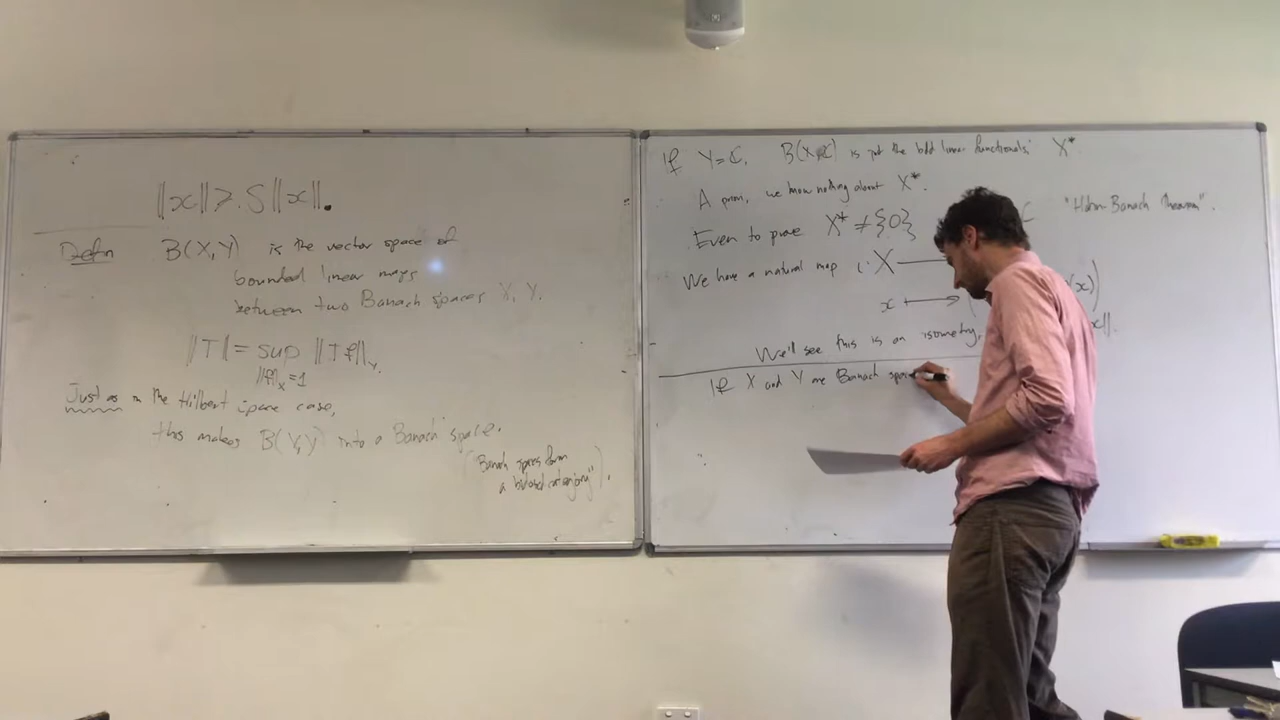 ||x|| ≥ S||x||.
Defn B(X,Y) is the vector space of
bounded linear maps
between two Banach spaces X, Y.
||T|| = sup ||Tf||_Y.
||f||_X=1
Just as in the Hilbert space case,
this makes B(X,Y) into a Banach space.
("Banach spaces form
a closed category").
If Y=ℂ, B(X,ℂ) is just the bdd linear functionals, X*
A priori, we know nothing about X*.
Even to prove X* ≠ {0} "Hahn-Banach Theorem".
We have a natural map ι: X →
x ↦ (x))
x||.
We'll see this is an isometry.
If X and Y are Banach spac